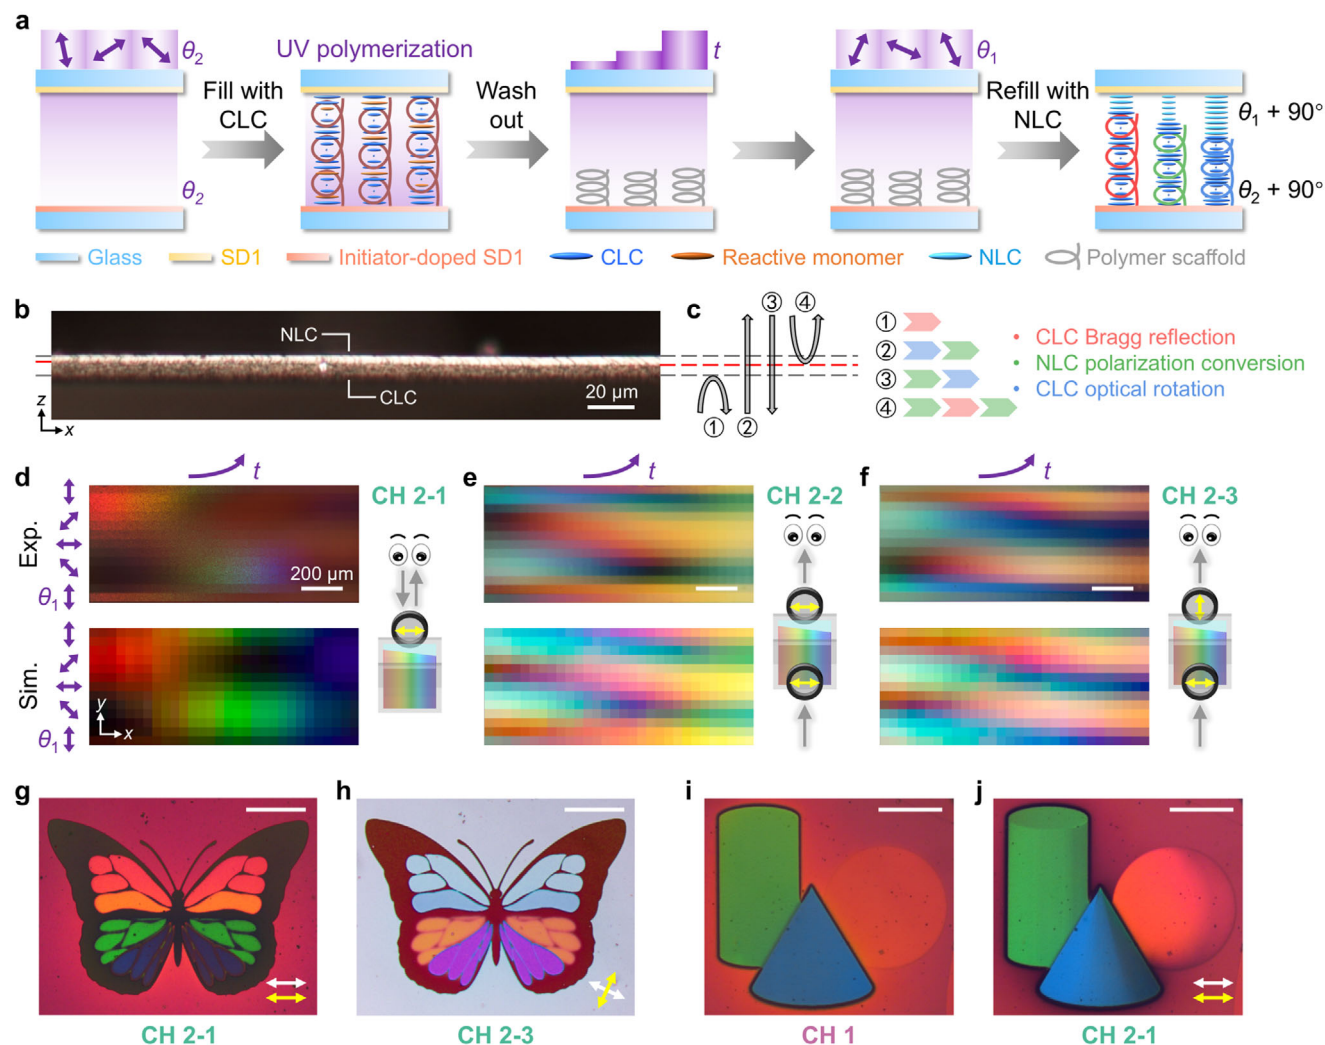 a
θ2
UV polymerization
t
θ1
Fill with
CLC
Wash
out
Refill with
NLC
θ1 + 90°
θ2
θ2 + 90°
Glass
SD1
Initiator-doped SD1
CLC
Reactive monomer
NLC
Polymer scaffold
b
NLC
CLC
20 μm
z
x
c
③
④
①
②
①
②
③
④
• CLC Bragg reflection
• NLC polarization conversion
• CLC optical rotation
d
t
CH 2-1
Exp.
200 μm
θ1
Sim.
y
x
θ1
e
t
CH 2-2
f
t
CH 2-3
g
CH 2-1
h
CH 2-3
i
CH 1
j
CH 2-1